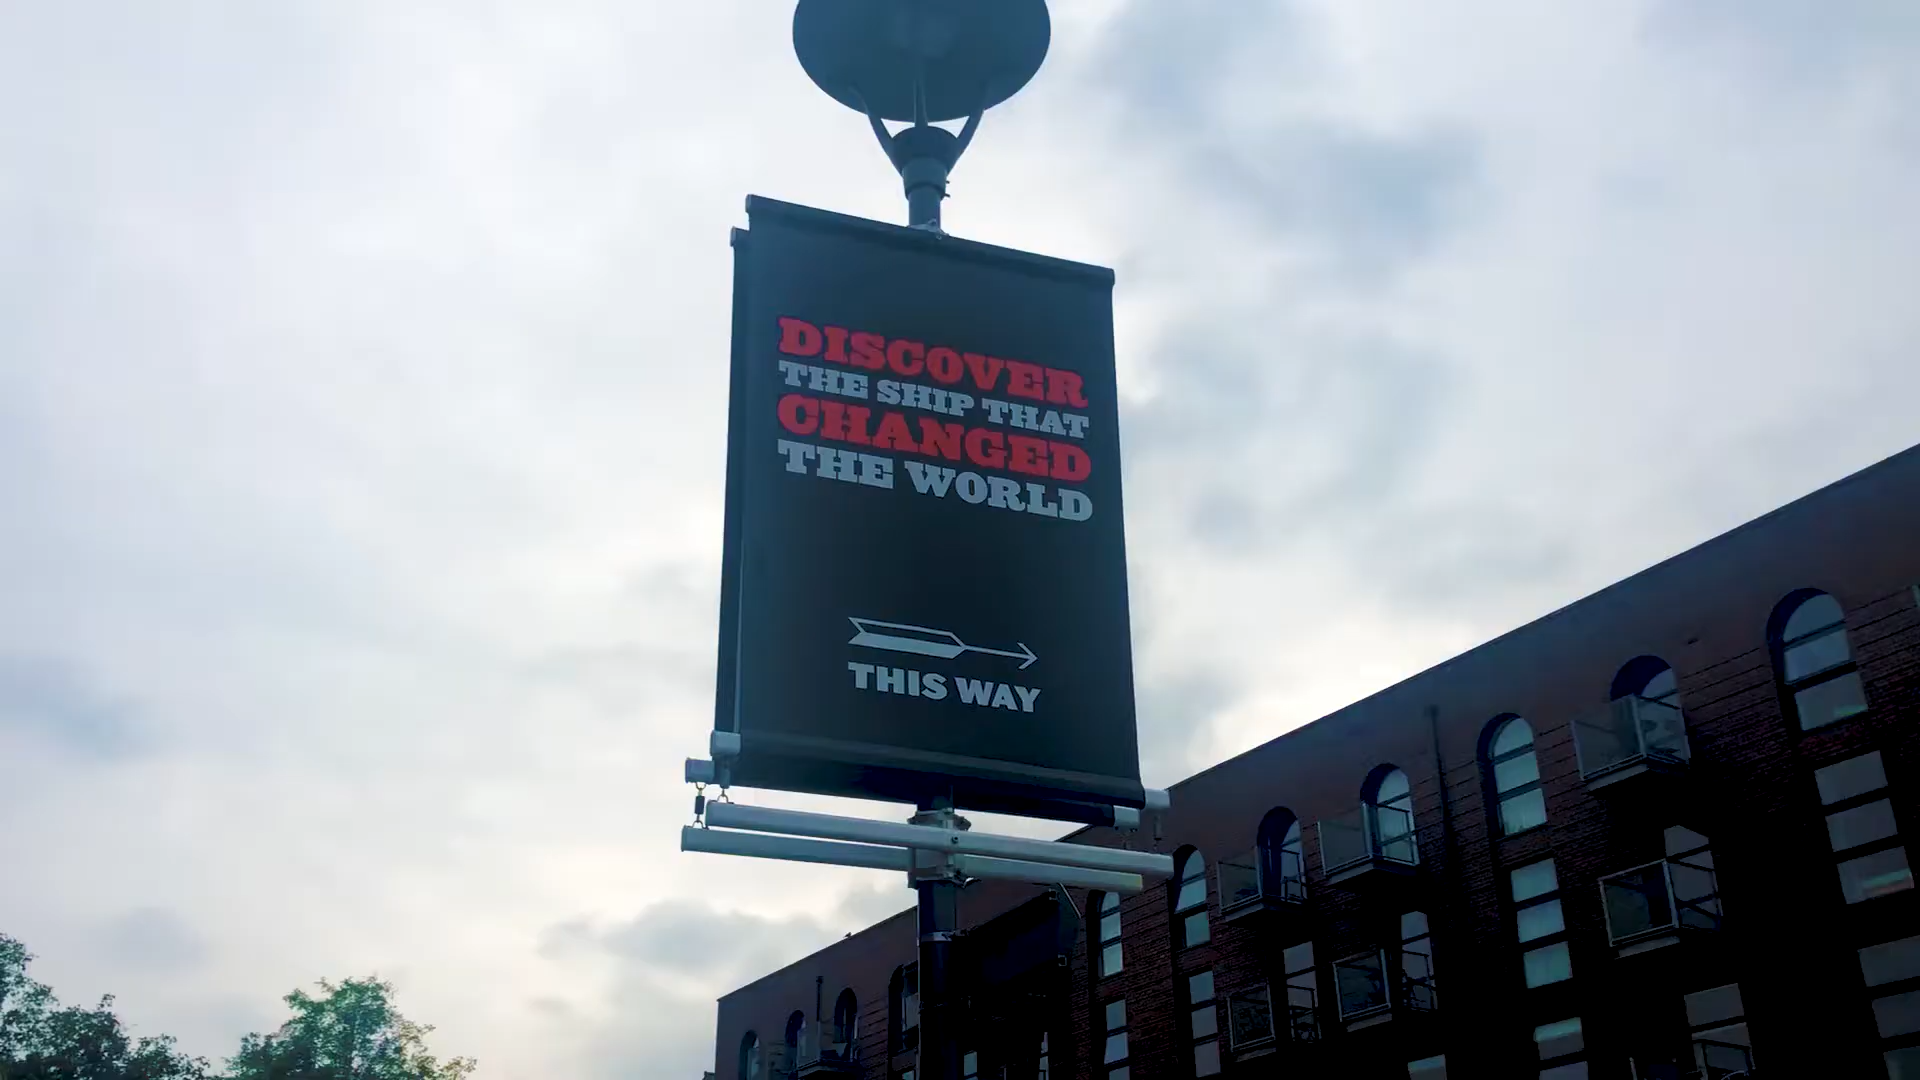 DISCOVER
THE SHIP THAT
CHANGED
THE WORLD
THIS WAY